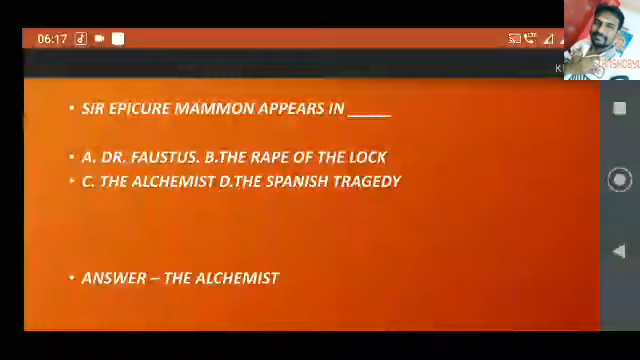 06:17
• SIR EPICURE MAMMON APPEARS IN _____
• A. DR. FAUSTUS. B.THE RAPE OF THE LOCK
• C. THE ALCHEMIST D.THE SPANISH TRAGEDY
• ANSWER – THE ALCHEMIST